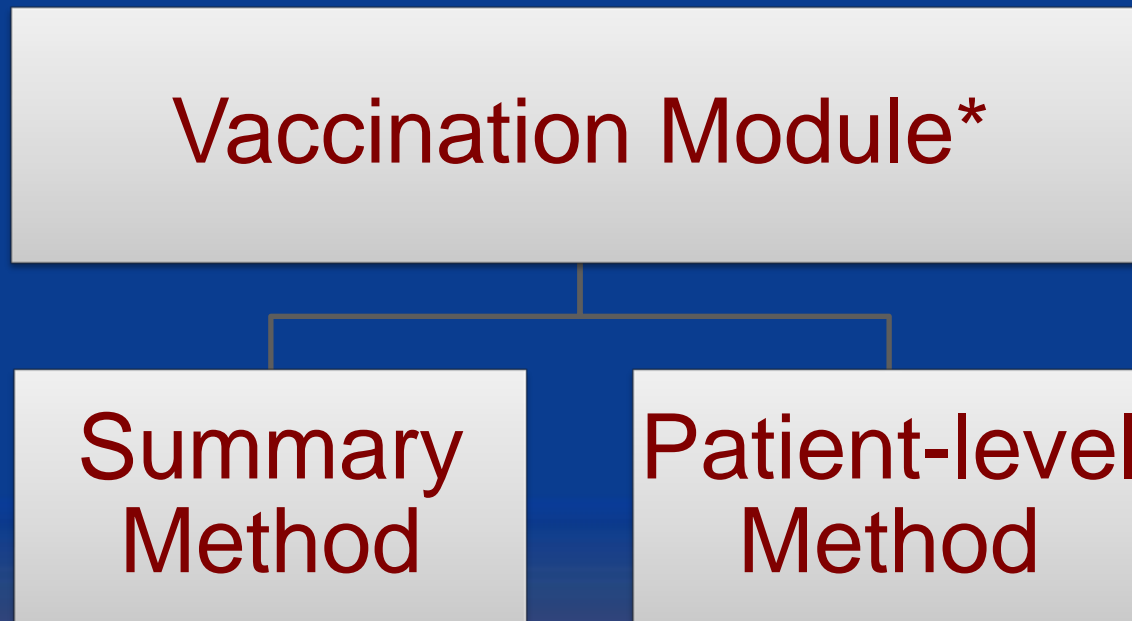 Vaccination Module*
Summary
Method
Patient-level
Method